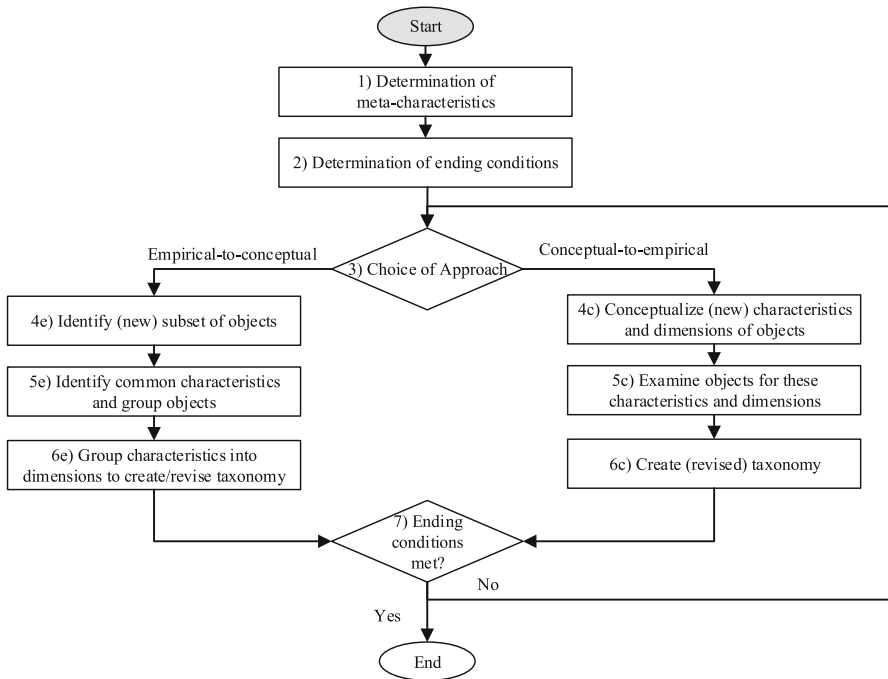 Start
1) Determination of
meta-characteristics
2) Determination of ending conditions
Empirical-to-conceptual
3) Choice of Approach
Conceptual-to-empirical
4e) Identify (new) subset of objects
5e) Identify common characteristics
and group objects
6e) Group characteristics into
dimensions to create/revise taxonomy
4c) Conceptualize (new) characteristics
and dimensions of objects
5c) Examine objects for these
characteristics and dimensions
6c) Create (revised) taxonomy
7) Ending
conditions
met?
No
Yes
End